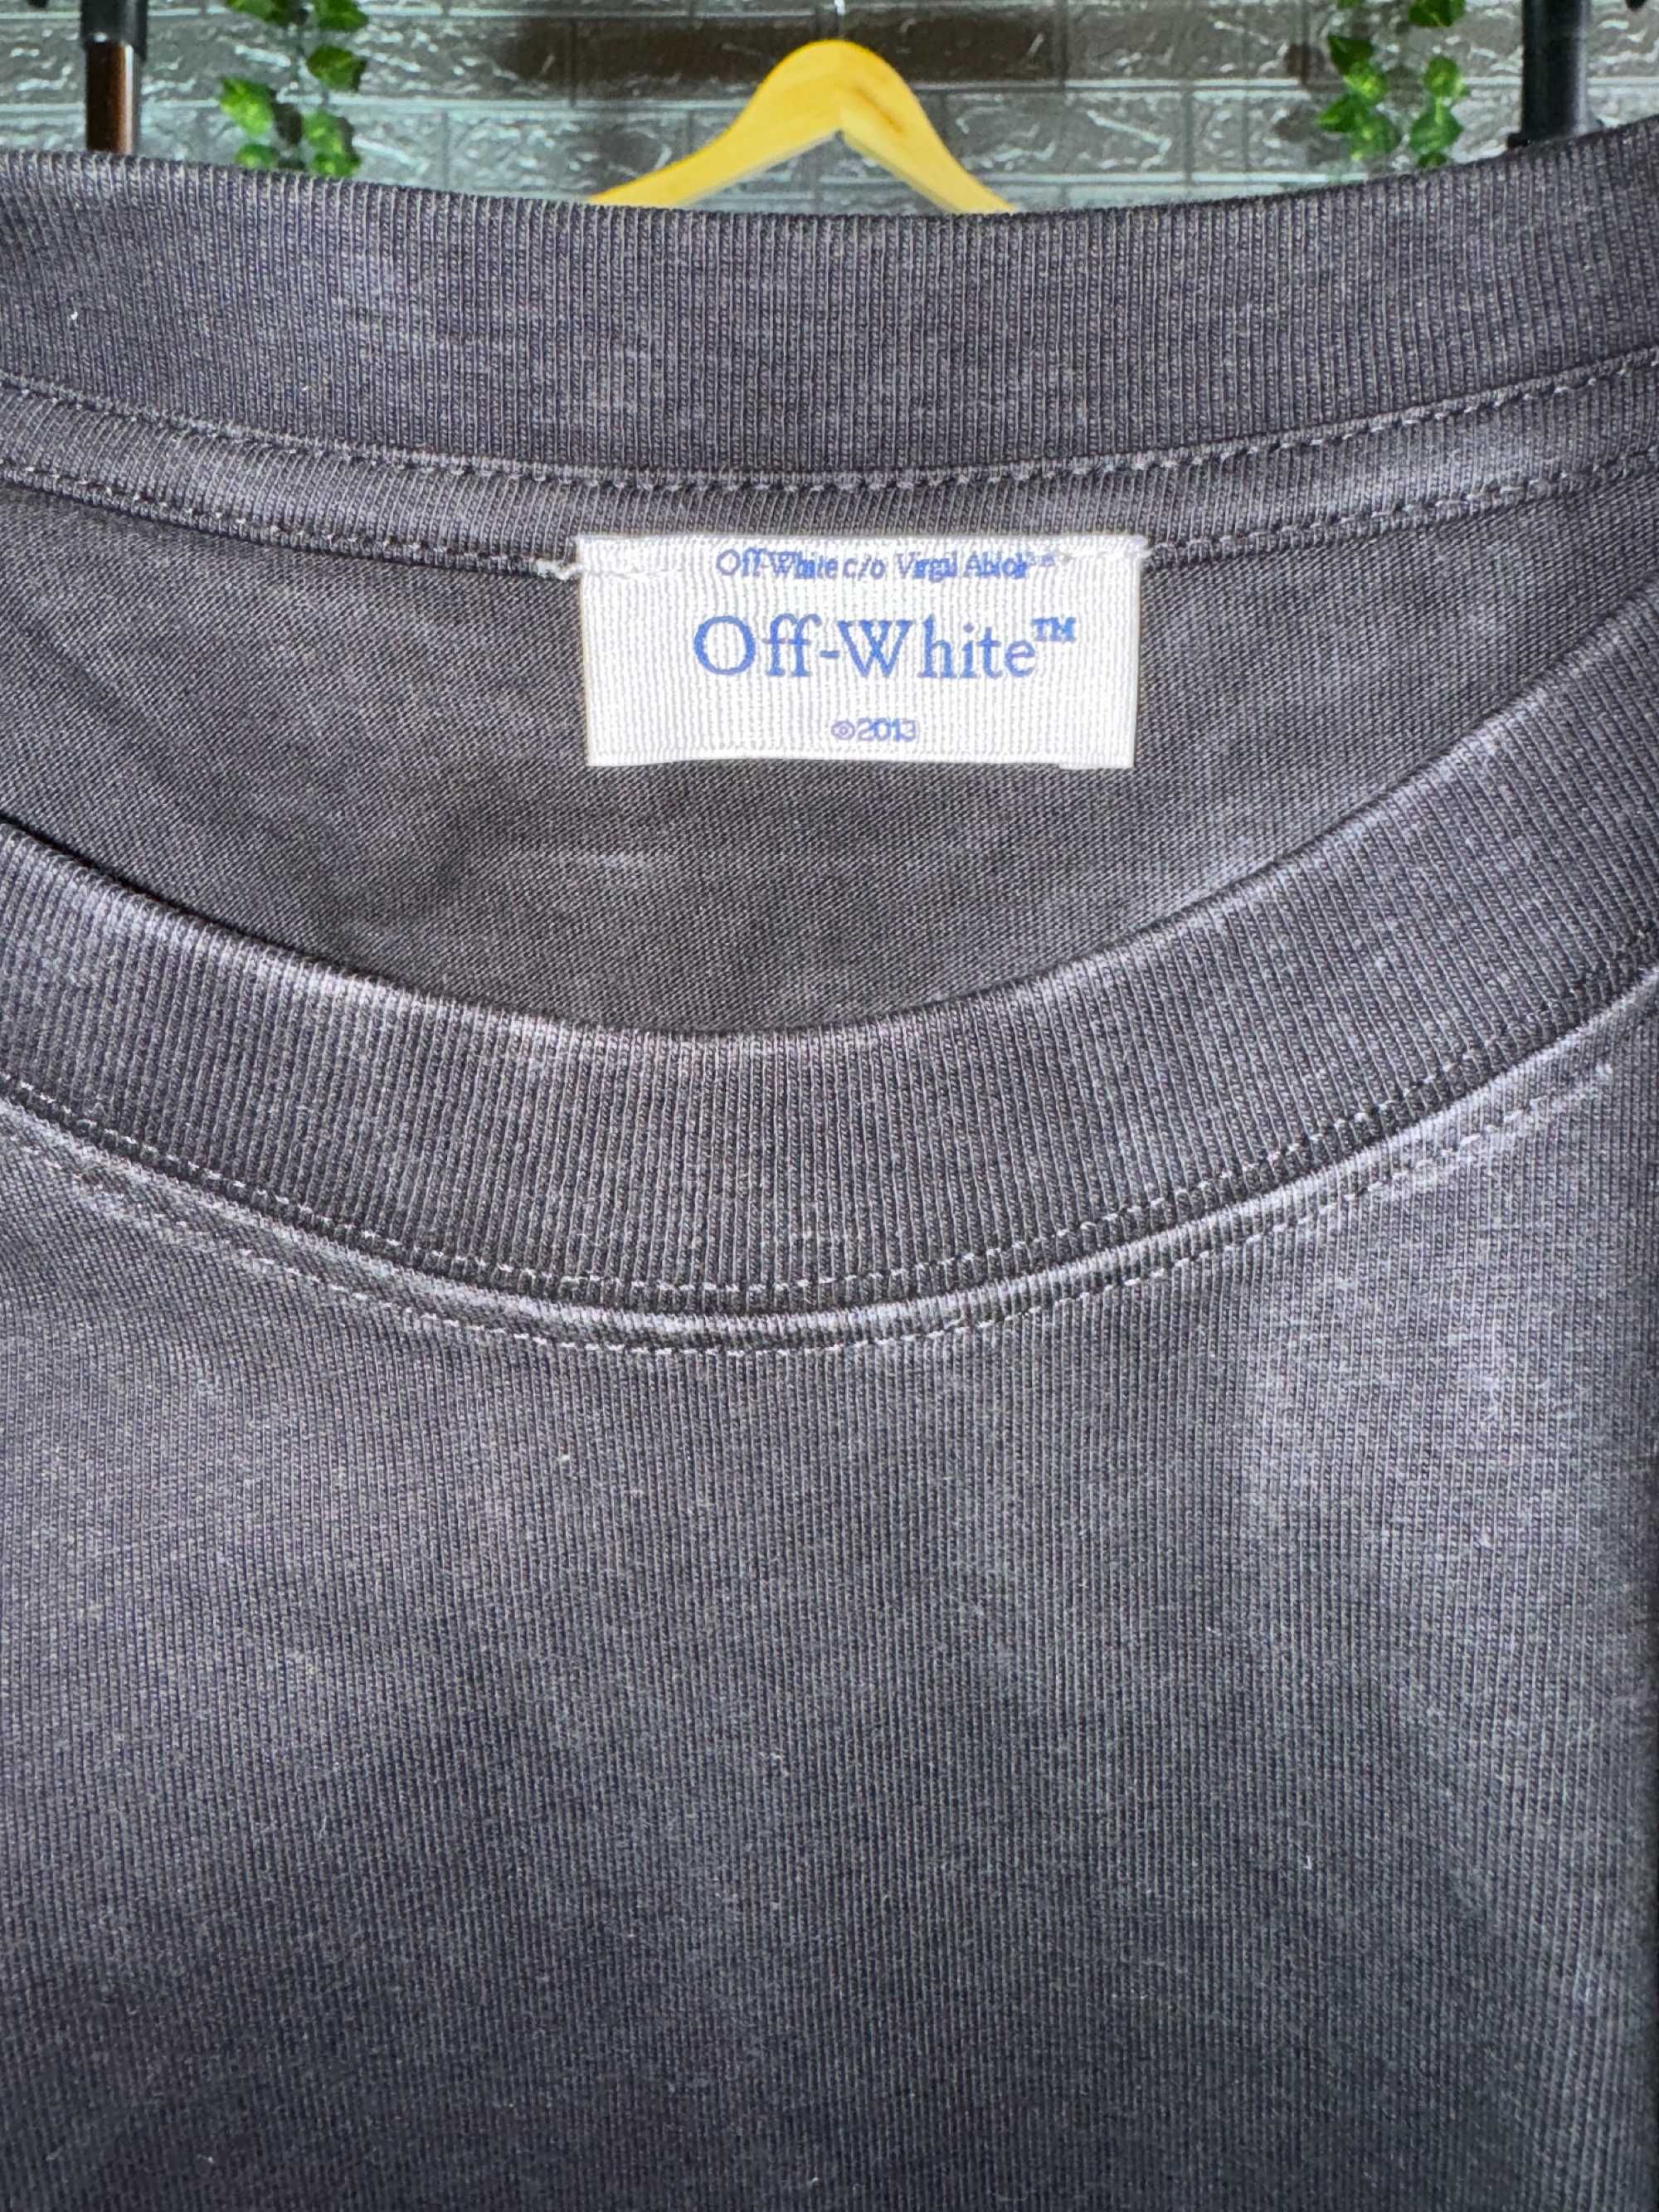 Off-White c/o Virgil Abloh™
Off-White™
©2013